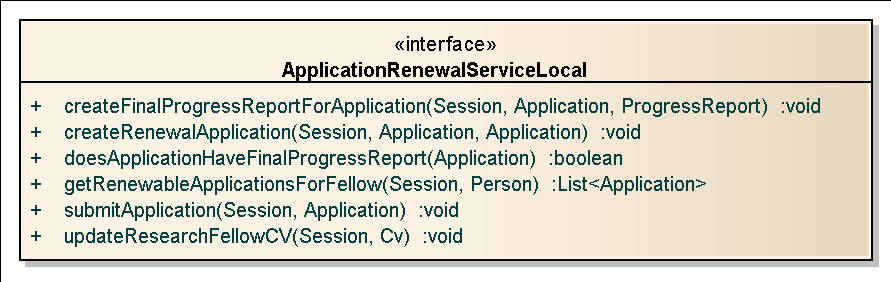 «interface»
ApplicationRenewalServiceLocal
+ createFinalProgressReportForApplication(Session, Application, ProgressReport) :void
+ createRenewalApplication(Session, Application, Application) :void
+ doesApplicationHaveFinalProgressReport(Application) :boolean
+ getRenewableApplicationsForFellow(Session, Person) :List<Application>
+ submitApplication(Session, Application) :void
+ updateResearchFellowCV(Session, Cv) :void